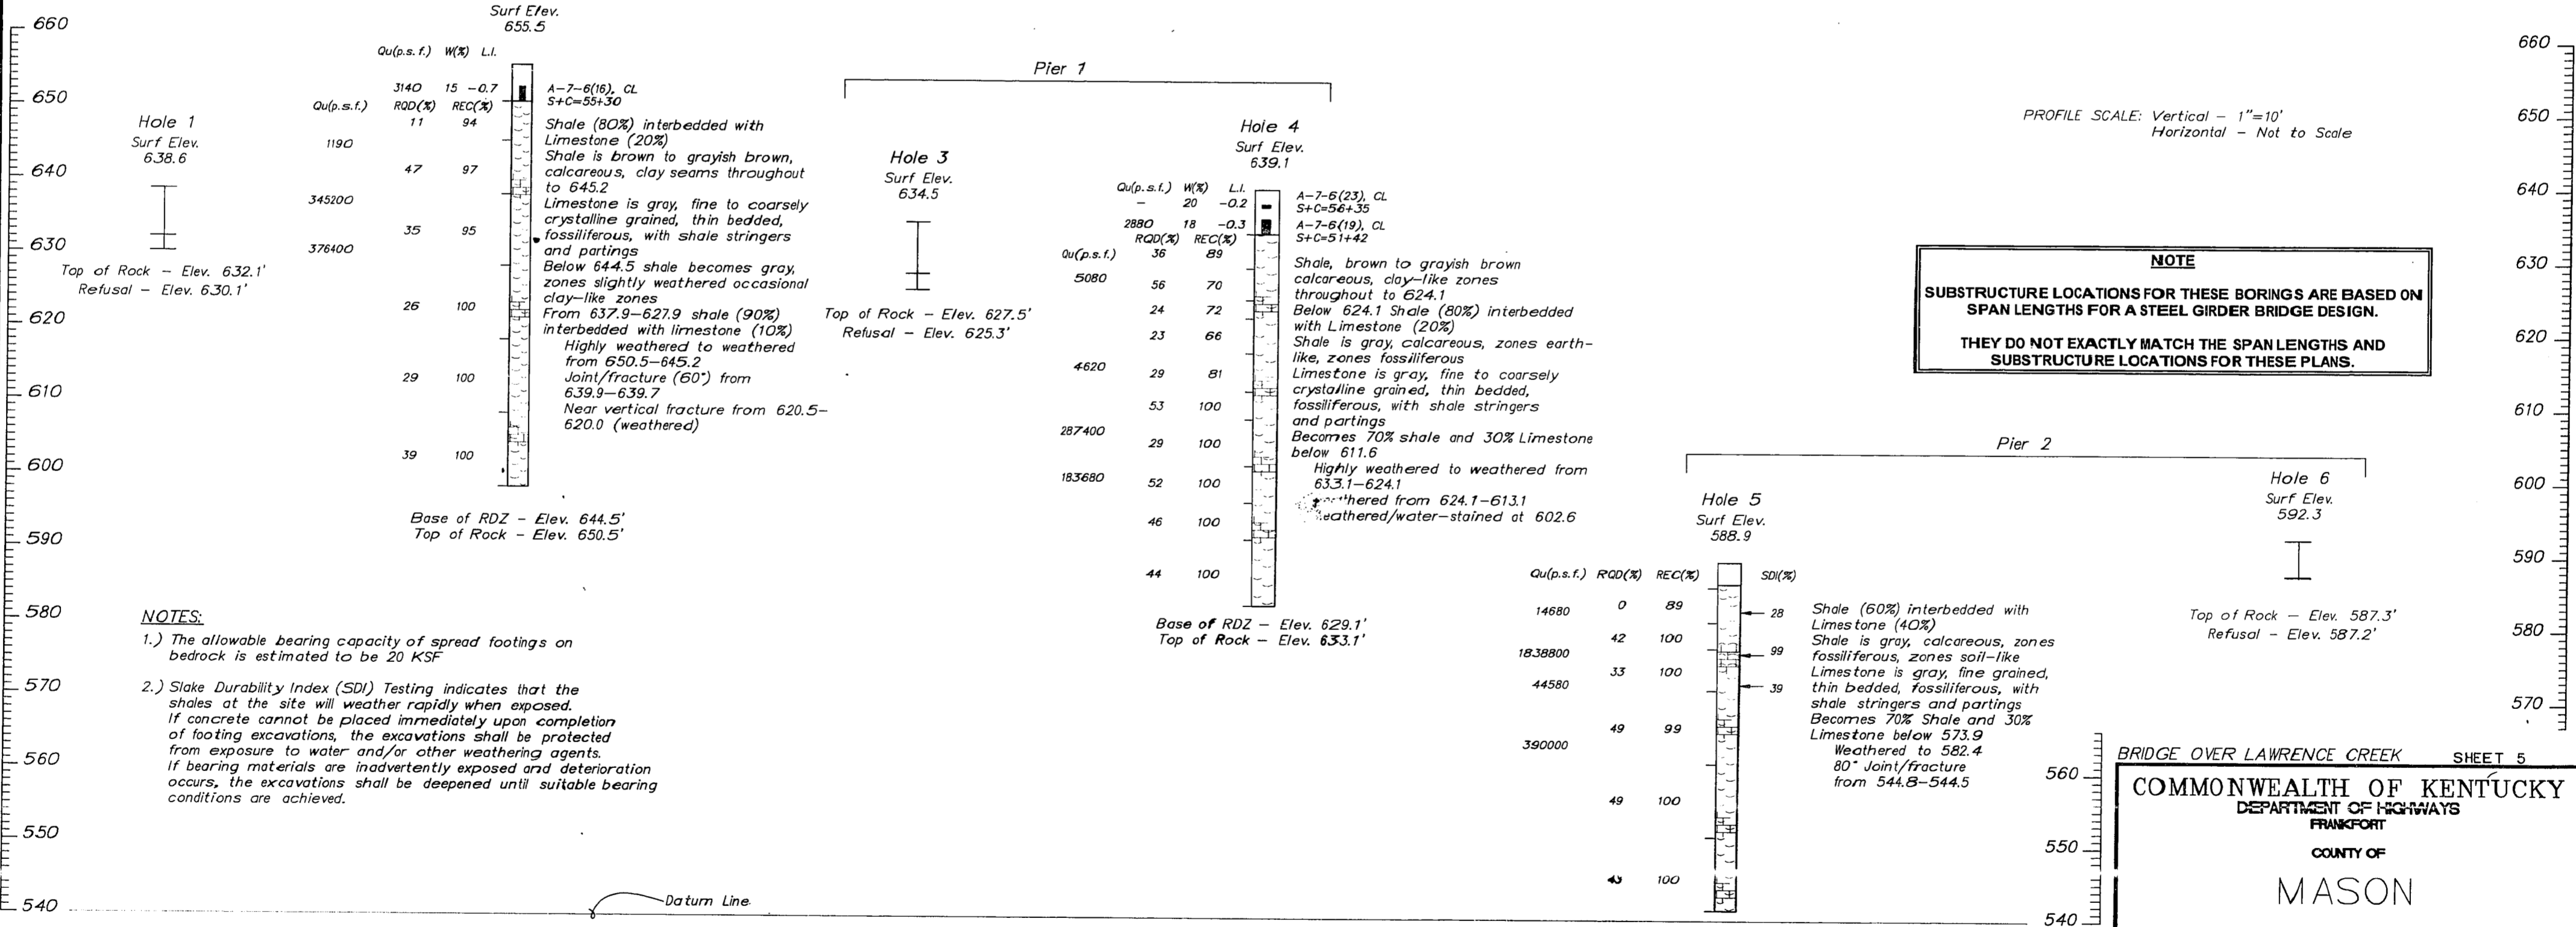 660
650
640
630
620
610
600
590
580
570
560
550
540
Hole 1
Surf Elev.
638.6
Top of Rock – Elev. 632.1'
Refusal – Elev. 630.1'
Surf Elev.
655.5
Qu(p.s.f.) W(%) L.I.
3140 15 –0.7
Qu(p.s.f.) RQD(%) REC(%)
11 94
1190
47 97
345200
35 95
376400
26 100
29 100
39 100
A–7–6(16), CL
S+C=55+30
Shale (80%) interbedded with
Limestone (20%)
Shale is brown to grayish brown,
calcareous, clay seams throughout
to 645.2
Limestone is gray, fine to coarsely
crystalline grained, thin bedded,
fossiliferous, with shale stringers
and partings
Below 644.5 shale becomes gray,
zones slightly weathered occasional
clay–like zones
From 637.9–627.9 shale (90%)
interbedded with limestone (10%)
Highly weathered to weathered
from 650.5–645.2
Joint/fracture (60°) from
639.9–639.7
Near vertical fracture from 620.5–
620.0 (weathered)
Base of RDZ – Elev. 644.5'
Top of Rock – Elev. 650.5'
Pier 1
Hole 3
Surf Elev.
634.5
Top of Rock – Elev. 627.5'
Refusal – Elev. 625.3'
Hole 4
Surf Elev.
639.1
Qu(p.s.f.) W(%) L.I.
– 20 –0.2
2880 18 –0.3
RQD(%) REC(%)
Qu(p.s.f.) 36 89
5080
56 70
24 72
23 66
4620
29 81
53 100
287400
29 100
183680
52 100
46 100
44 100
A–7–6(23), CL
S+C=56+35
A–7–6(19), CL
S+C=51+42
Shale, brown to grayish brown
calcareous, clay–like zones
throughout to 624.1
Below 624.1 Shale (80%) interbedded
with Limestone (20%)
Shale is gray, calcareous, zones earth–
like, zones fossiliferous
Limestone is gray, fine to coarsely
crystalline grained, thin bedded,
fossiliferous, with shale stringers
and partings
Becomes 70% shale and 30% Limestone
below 611.6
Highly weathered to weathered from
633.1–624.1
from 624.1–613.1
at 602.6
Base of RDZ – Elev. 629.1'
Top of Rock – Elev. 633.1'
PROFILE SCALE: Vertical – 1"=10'
Horizontal – Not to Scale
NOTE
SUBSTRUCTURE LOCATIONS FOR THESE BORINGS ARE BASED ON
SPAN LENGTHS FOR A STEEL GIRDER BRIDGE DESIGN.
THEY DO NOT EXACTLY MATCH THE SPAN LENGTHS AND
SUBSTRUCTURE LOCATIONS FOR THESE PLANS.
Pier 2
Hole 5
Surf Elev.
588.9
Qu(p.s.f.) RQD(%) REC(%) SDI(%)
14680 0 89 28
42 100
1838800 99
33 100
44580 39
49 99
390000
49 100
100
Shale (60%) interbedded with
Limestone (40%)
Shale is gray, calcareous, zones
fossiliferous, zones soil–like
Limestone is gray, fine grained,
thin bedded, fossiliferous, with
shale stringers and partings
Becomes 70% Shale and 30%
Limestone below 573.9
Weathered to 582.4
80° Joint/fracture
from 544.8–544.5
Hole 6
Surf Elev.
592.3
Top of Rock – Elev. 587.3'
Refusal – Elev. 587.2'
NOTES:
1.) The allowable bearing capacity of spread footings on
bedrock is estimated to be 20 KSF
2.) Slake Durability Index (SDI) Testing indicates that the
shales at the site will weather rapidly when exposed.
If concrete cannot be placed immediately upon completion
of footing excavations, the excavations shall be protected
from exposure to water and/or other weathering agents.
If bearing materials are inadvertently exposed and deterioration
occurs, the excavations shall be deepened until suitable bearing
conditions are achieved.
Datum Line
660
650
640
630
620
610
600
590
580
570
560
550
540
BRIDGE OVER LAWRENCE CREEK SHEET 5
COMMONWEALTH OF KENTUCKY
DEPARTMENT OF HIGHWAYS
FRANKFORT
COUNTY OF
MASON